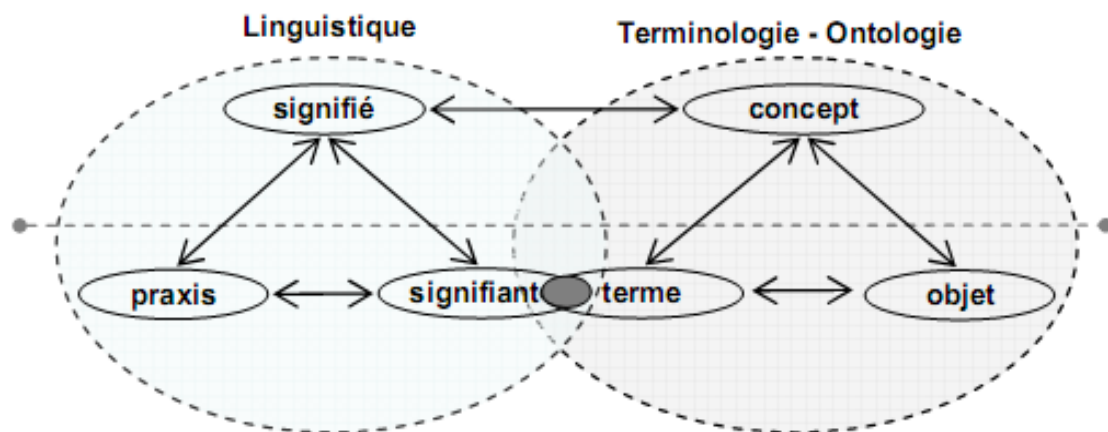 Linguistique
Terminologie - Ontologie
signifié
concept
praxis
signifiant
terme
objet